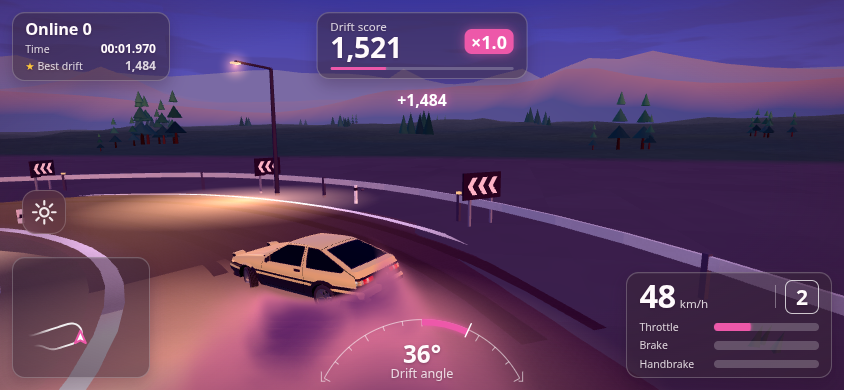 Online 0
Time 00:01.970
★ Best drift 1,484
Drift score
1,521 ×1.0
+1,484
36°
Drift angle
48 km/h 2
Throttle
Brake
Handbrake